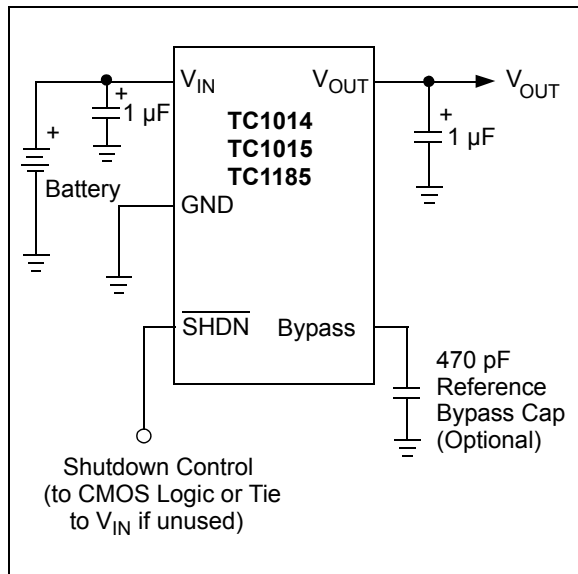 V_IN V_OUT V_OUT
+ 1 µF
TC1014
TC1015
TC1185
+ 1 µF
+
Battery
GND
SHDN Bypass
470 pF
Reference
Bypass Cap
(Optional)
Shutdown Control
(to CMOS Logic or Tie
to V_IN if unused)